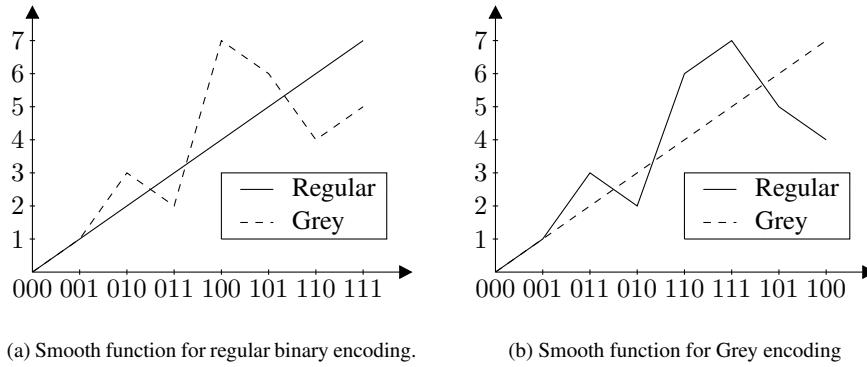 7
6
5
4
3
2
1
Regular
Grey
000 001 010 011 100 101 110 111
(a) Smooth function for regular binary encoding.
7
6
5
4
3
2
1
Regular
Grey
000 001 011 010 110 111 101 100
(b) Smooth function for Grey encoding